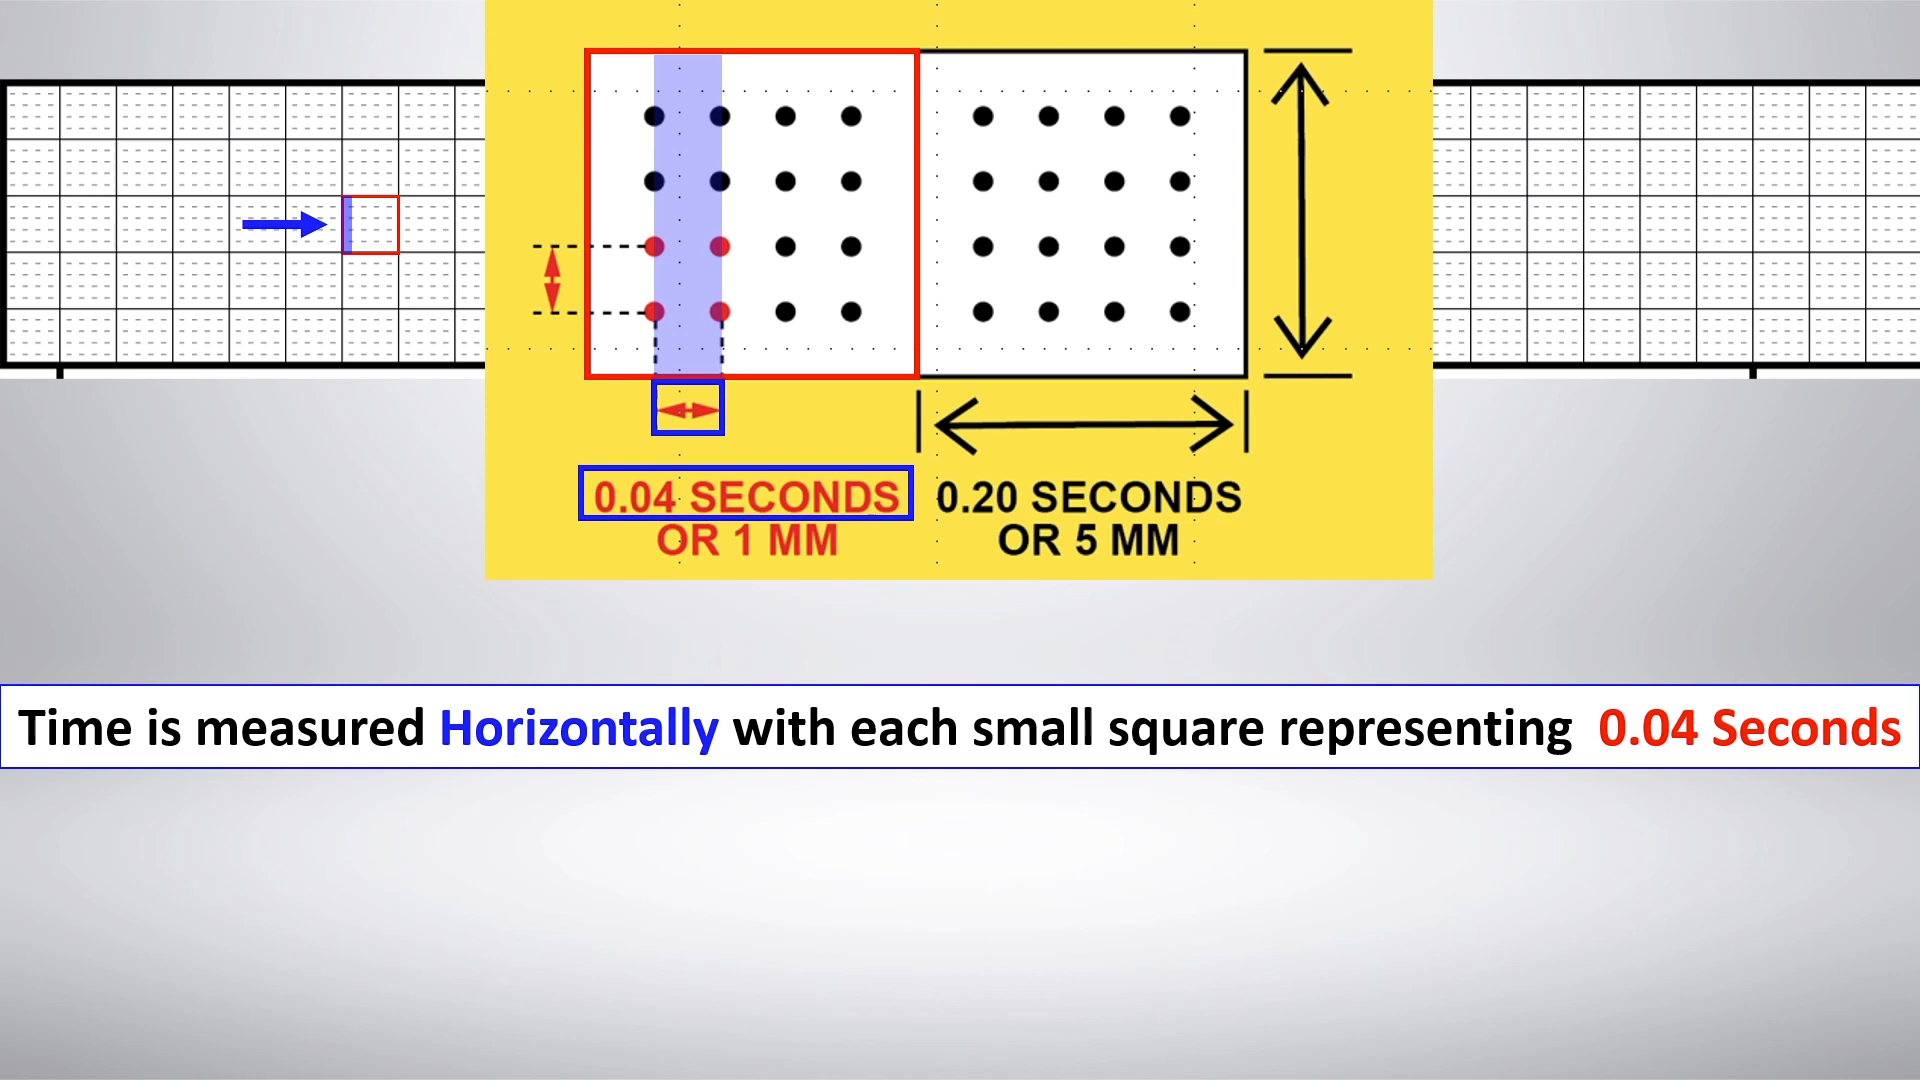 0.04 SECONDS
OR 1 MM
0.20 SECONDS
OR 5 MM
Time is measured Horizontally with each small square representing 0.04 Seconds